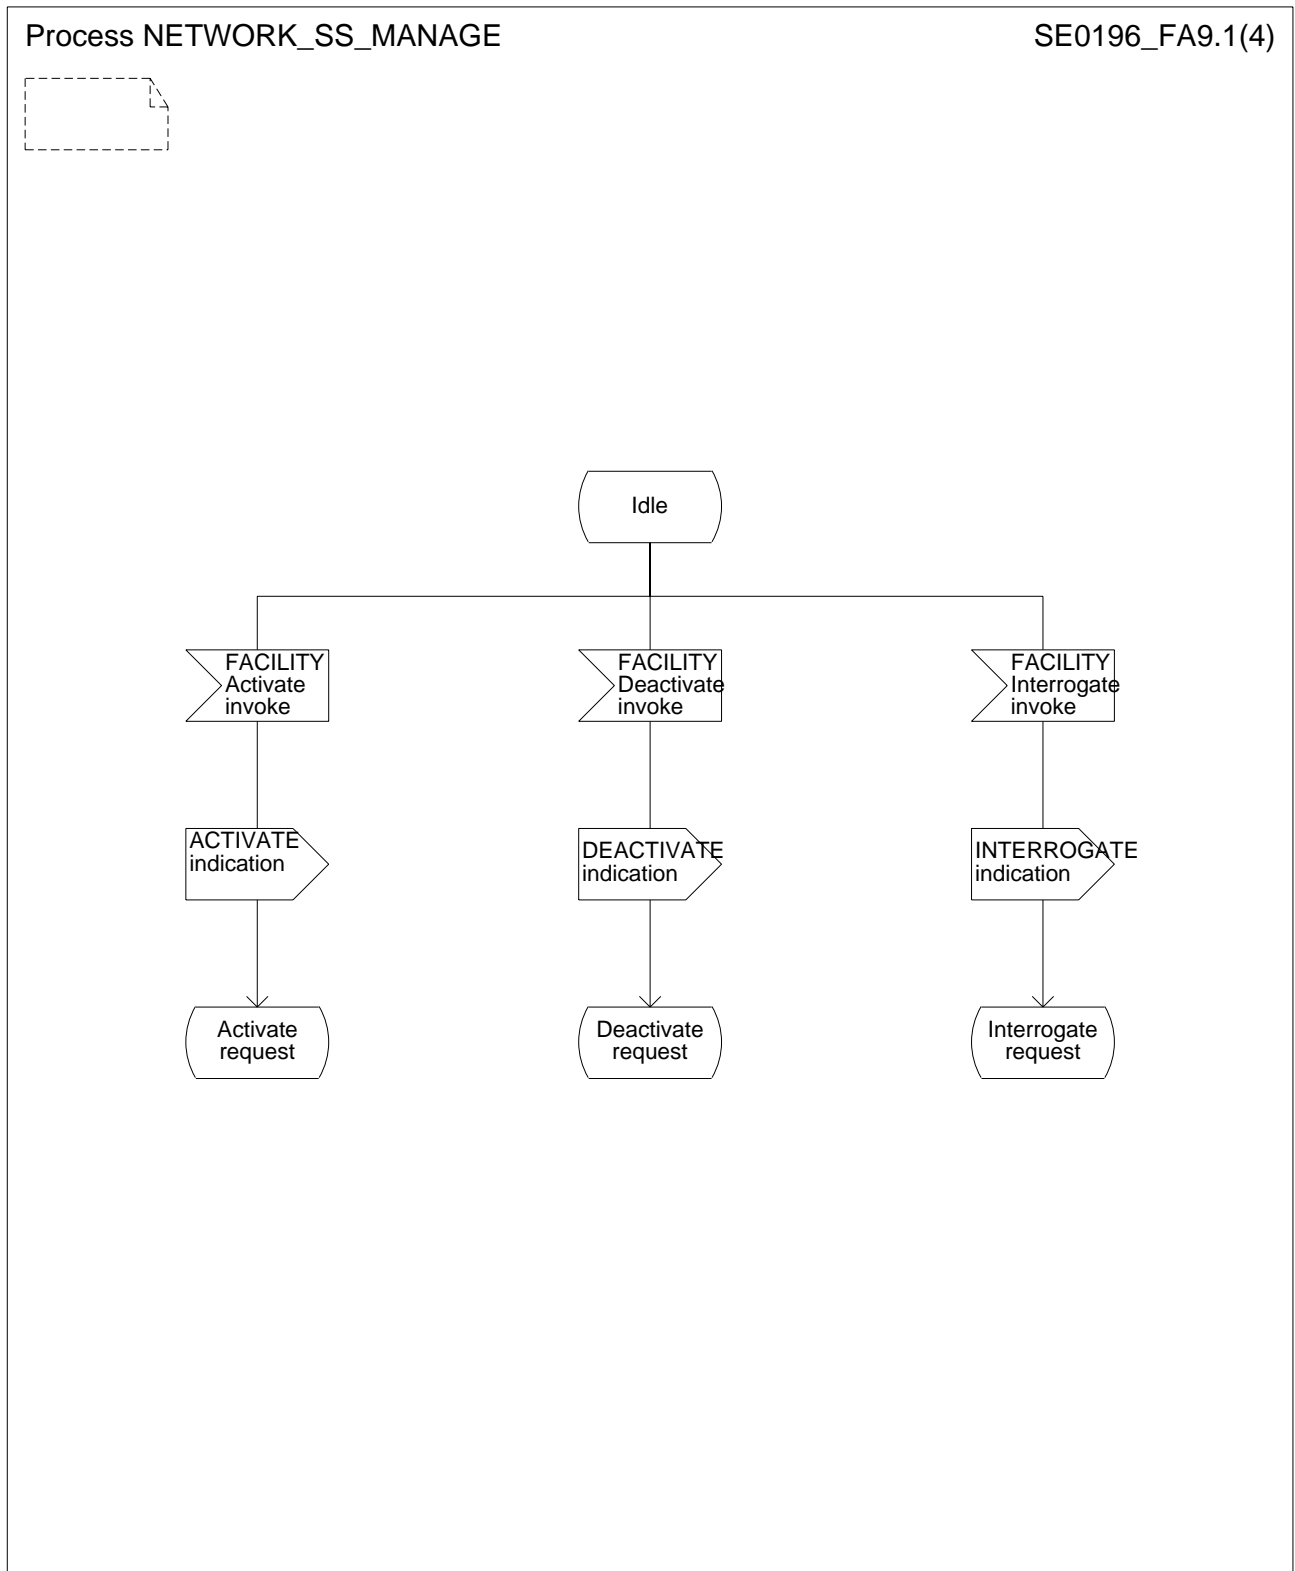 Process NETWORK_SS_MANAGE
SE0196_FA9.1(4)
Idle
FACILITY
Activate
invoke
FACILITY
Deactivate
invoke
FACILITY
Interrogate
invoke
ACTIVATE
indication
DEACTIVATE
indication
INTERROGATE
indication
Activate
request
Deactivate
request
Interrogate
request